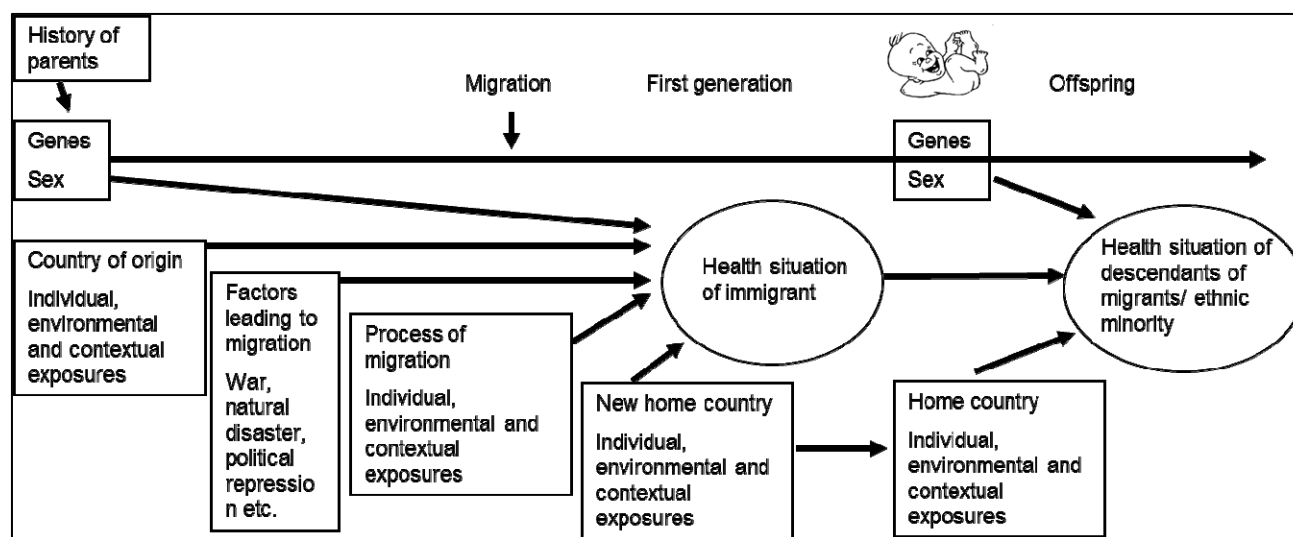 History of
parents
Migration
First generation
Offspring
Genes
Sex
Genes
Sex
Country of origin
Individual,
environmental
and contextual
exposures
Factors
leading to
migration
War,
natural
disaster,
political
repressio
n etc.
Process of
migration
Individual,
environmental and
contextual
exposures
Health situation
of immigrant
New home country
Individual,
environmental and
contextual
exposures
Home country
Individual,
environmental and
contextual
exposures
Health situation of
descendants of
migrants/ ethnic
minority